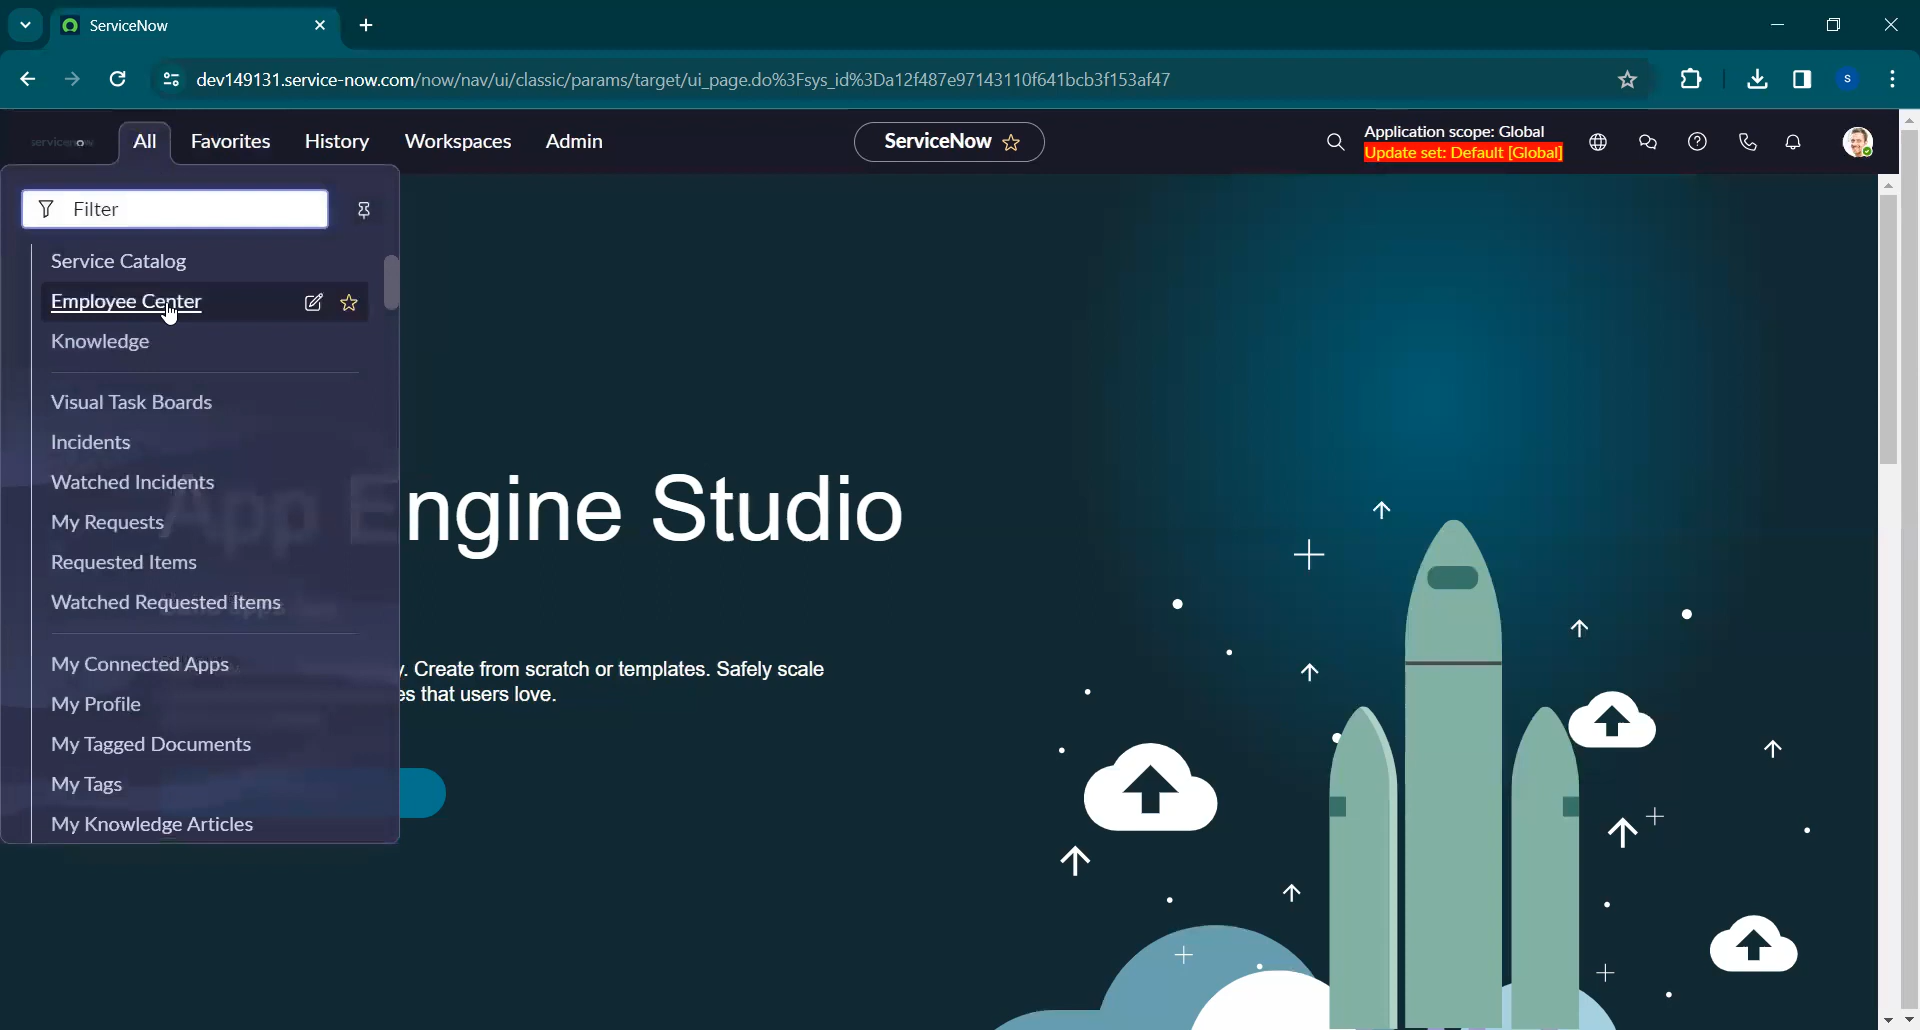 ServiceNow
dev149131.service-now.com/now/nav/ui/classic/params/target/ui_page.do%3Fsys_id%3Da12f487e97143110f641bcb3f153af47
S
servicenow
All
Favorites
History
Workspaces
Admin
ServiceNow
Application scope: Global
Update set: Default [Global]
Filter
Service Catalog
Employee Center
Knowledge
Visual Task Boards
Incidents
Watched Incidents
My Requests
Requested Items
Watched Requested Items
My Connected Apps
My Profile
My Tagged Documents
My Tags
My Knowledge Articles
App Engine Studio
. Create from scratch or templates. Safely scale
es that users love.